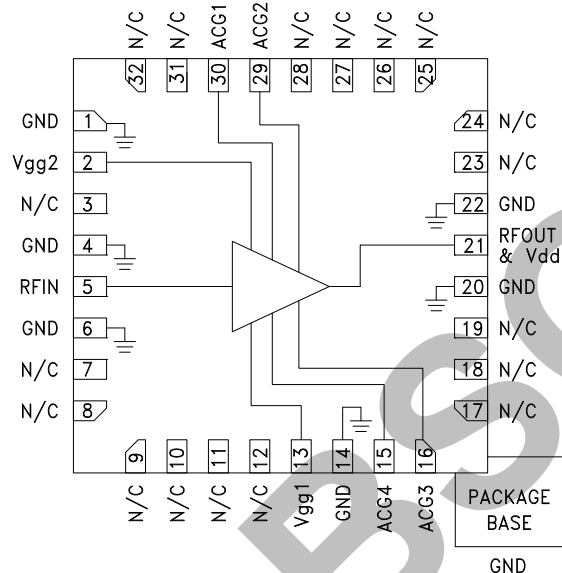 N/C N/C ACG1 ACG2 N/C N/C N/C N/C
32 31 30 29 28 27 26 25
GND 1
Vgg2 2
N/C 3
GND 4
RFIN 5
GND 6
N/C 7
N/C 8
24 N/C
23 N/C
22 GND
21 RFOUT
& Vdd
20 GND
19 N/C
18 N/C
17 N/C
9 10 11 12 13 14 15 16
N/C N/C N/C N/C Vgg1 GND ACG4 ACG3
PACKAGE
BASE
GND